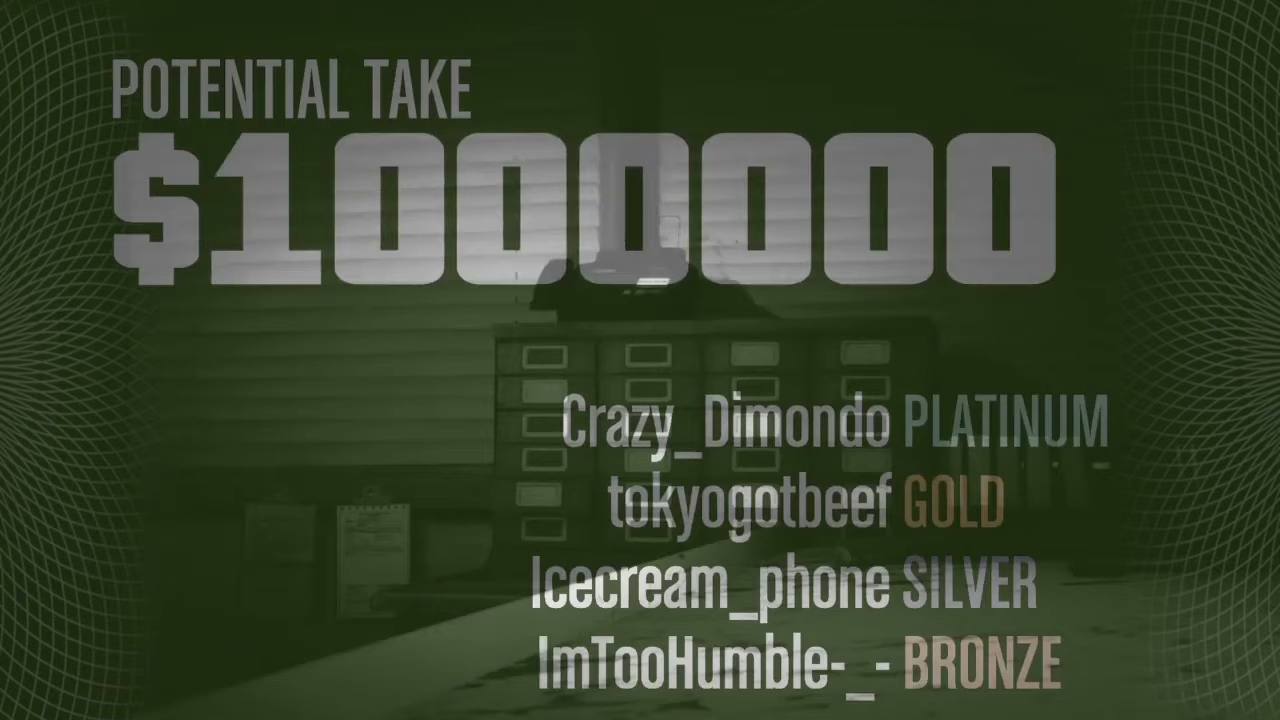 POTENTIAL TAKE
$1000000
Crazy_Dimondo PLATINUM
tokyogotbeef GOLD
Icecream_phone SILVER
ImTooHumble-_- BRONZE